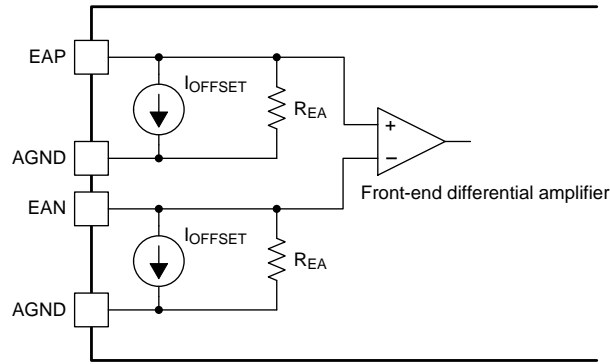 EAP
I_OFFSET
R_EA
+
−
AGND
Front-end differential amplifier
EAN
I_OFFSET
R_EA
AGND